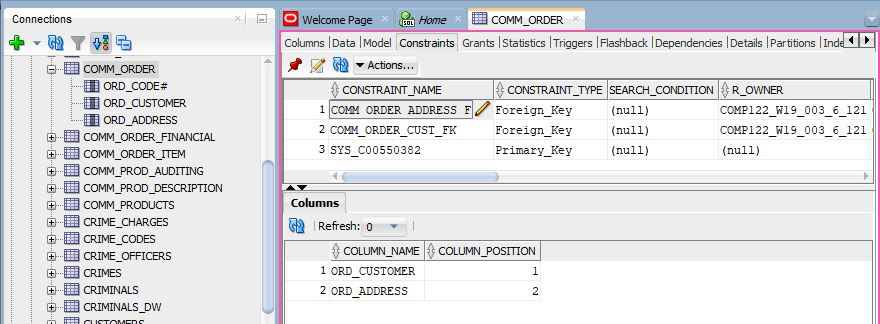 Connections
COMM_ORDER
ORD_CODE#
ORD_CUSTOMER
ORD_ADDRESS
COMM_ORDER_FINANCIAL
COMM_ORDER_ITEM
COMM_PROD_AUDITING
COMM_PROD_DESCRIPTION
COMM_PRODUCTS
CRIME_CHARGES
CRIME_CODES
CRIME_OFFICERS
CRIMES
CRIMINALS
CRIMINALS_DW
CUSTOMERS
Welcome Page Home COMM_ORDER
Columns Data Model Constraints Grants Statistics Triggers Flashback Dependencies Details Partitions Inde
Actions...
CONSTRAINT_NAME CONSTRAINT_TYPE SEARCH_CONDITION R_OWNER
1 COMM_ORDER_ADDRESS_F Foreign_Key (null) COMP122_W19_003_6_121
2 COMM_ORDER_CUST_FK Foreign_Key (null) COMP122_W19_003_6_121
3 SYS_C00550382 Primary_Key (null) (null)
Columns
Refresh: 0
COLUMN_NAME COLUMN_POSITION
1 ORD_CUSTOMER 1
2 ORD_ADDRESS 2